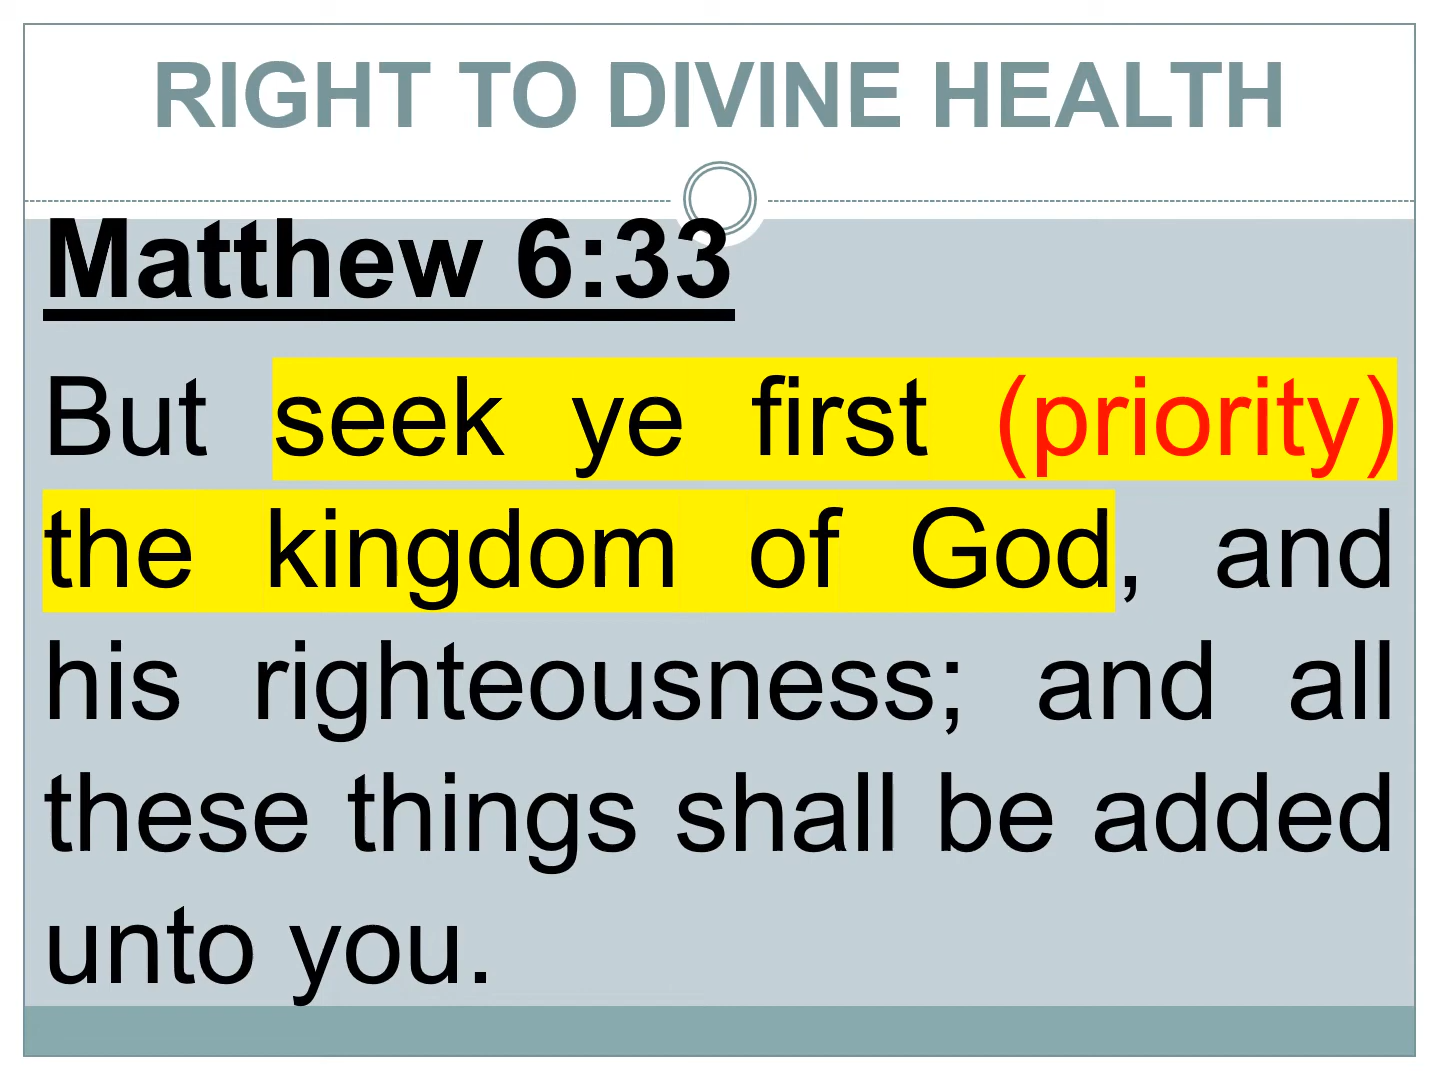 RIGHT TO DIVINE HEALTH
Matthew 6:33
But seek ye first (priority)
the kingdom of God, and
his righteousness; and all
these things shall be added
unto you.